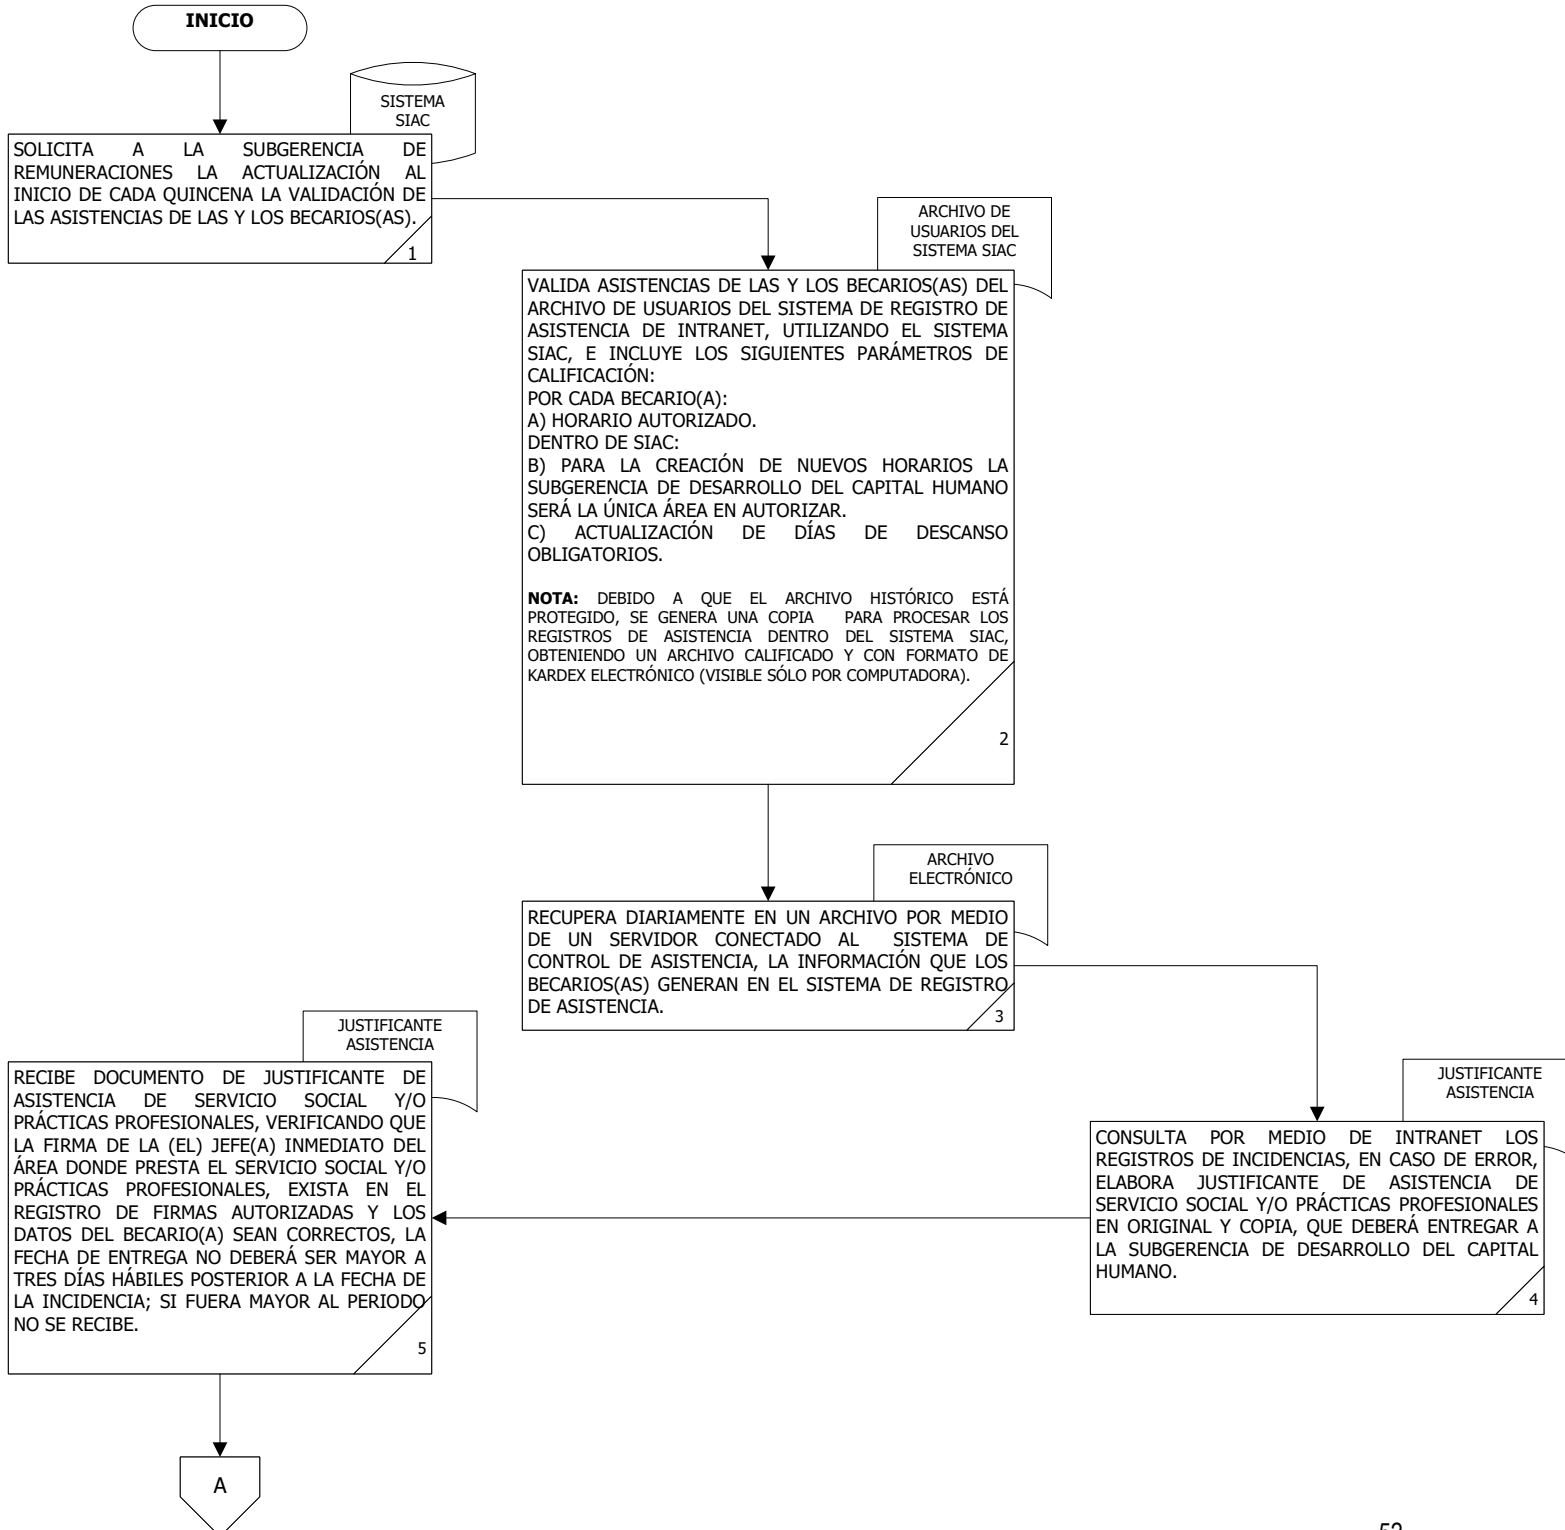 INICIO
SISTEMA
SIAC
SOLICITA A LA SUBGERENCIA DE
REMUNERACIONES LA ACTUALIZACIÓN AL
INICIO DE CADA QUINCENA LA VALIDACIÓN DE
LAS ASISTENCIAS DE LAS Y LOS BECARIOS(AS).
1
ARCHIVO DE
USUARIOS DEL
SISTEMA SIAC
VALIDA ASISTENCIAS DE LAS Y LOS BECARIOS(AS) DEL
ARCHIVO DE USUARIOS DEL SISTEMA DE REGISTRO DE
ASISTENCIA DE INTRANET, UTILIZANDO EL SISTEMA
SIAC, E INCLUYE LOS SIGUIENTES PARÁMETROS DE
CALIFICACIÓN:
POR CADA BECARIO(A):
A) HORARIO AUTORIZADO.
DENTRO DE SIAC:
B) PARA LA CREACIÓN DE NUEVOS HORARIOS LA
SUBGERENCIA DE DESARROLLO DEL CAPITAL HUMANO
SERÁ LA ÚNICA ÁREA EN AUTORIZAR.
C) ACTUALIZACIÓN DE DÍAS DE DESCANSO
OBLIGATORIOS.
NOTA: DEBIDO A QUE EL ARCHIVO HISTÓRICO ESTÁ
PROTEGIDO, SE GENERA UNA COPIA PARA PROCESAR LOS
REGISTROS DE ASISTENCIA DENTRO DEL SISTEMA SIAC,
OBTENIENDO UN ARCHIVO CALIFICADO Y CON FORMATO DE
KARDEX ELECTRÓNICO (VISIBLE SÓLO POR COMPUTADORA).
2
ARCHIVO
ELECTRÓNICO
RECUPERA DIARIAMENTE EN UN ARCHIVO POR MEDIO
DE UN SERVIDOR CONECTADO AL SISTEMA DE
CONTROL DE ASISTENCIA, LA INFORMACIÓN QUE LOS
BECARIOS(AS) GENERAN EN EL SISTEMA DE REGISTRO
DE ASISTENCIA.
3
JUSTIFICANTE
ASISTENCIA
CONSULTA POR MEDIO DE INTRANET LOS
REGISTROS DE INCIDENCIAS, EN CASO DE ERROR,
ELABORA JUSTIFICANTE DE ASISTENCIA DE
SERVICIO SOCIAL Y/O PRÁCTICAS PROFESIONALES
EN ORIGINAL Y COPIA, QUE DEBERÁ ENTREGAR A
LA SUBGERENCIA DE DESARROLLO DEL CAPITAL
HUMANO.
4
JUSTIFICANTE
ASISTENCIA
RECIBE DOCUMENTO DE JUSTIFICANTE DE
ASISTENCIA DE SERVICIO SOCIAL Y/O
PRÁCTICAS PROFESIONALES, VERIFICANDO QUE
LA FIRMA DE LA (EL) JEFE(A) INMEDIATO DEL
ÁREA DONDE PRESTA EL SERVICIO SOCIAL Y/O
PRÁCTICAS PROFESIONALES, EXISTA EN EL
REGISTRO DE FIRMAS AUTORIZADAS Y LOS
DATOS DEL BECARIO(A) SEAN CORRECTOS, LA
FECHA DE ENTREGA NO DEBERÁ SER MAYOR A
TRES DÍAS HÁBILES POSTERIOR A LA FECHA DE
LA INCIDENCIA; SI FUERA MAYOR AL PERIODO
NO SE RECIBE.
5
A